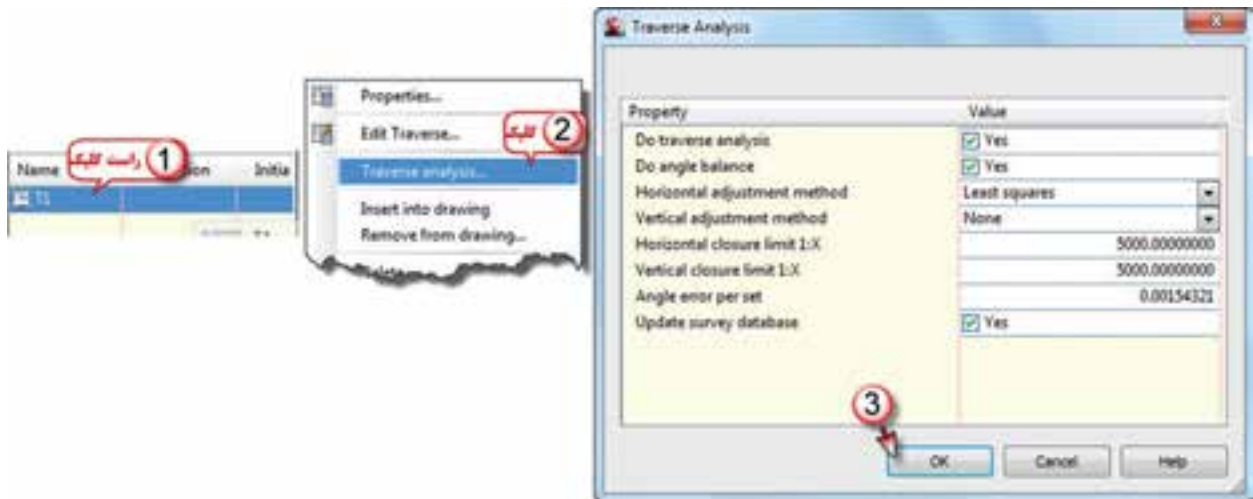 Name
Initia
T1
راست کلیک
1
Properties...
Edit Traverse...
کلیک
2
Traverse analysis...
Insert into drawing
Remove from drawing...
Traverse Analysis
Property Value
Do traverse analysis Yes
Do angle balance Yes
Horizontal adjustment method Least squares
Vertical adjustment method None
Horizontal closure limit 1:X 5000.00000000
Vertical closure limit 1:X 5000.00000000
Angle error per set 0.00154321
Update survey database Yes
3
OK Cancel Help